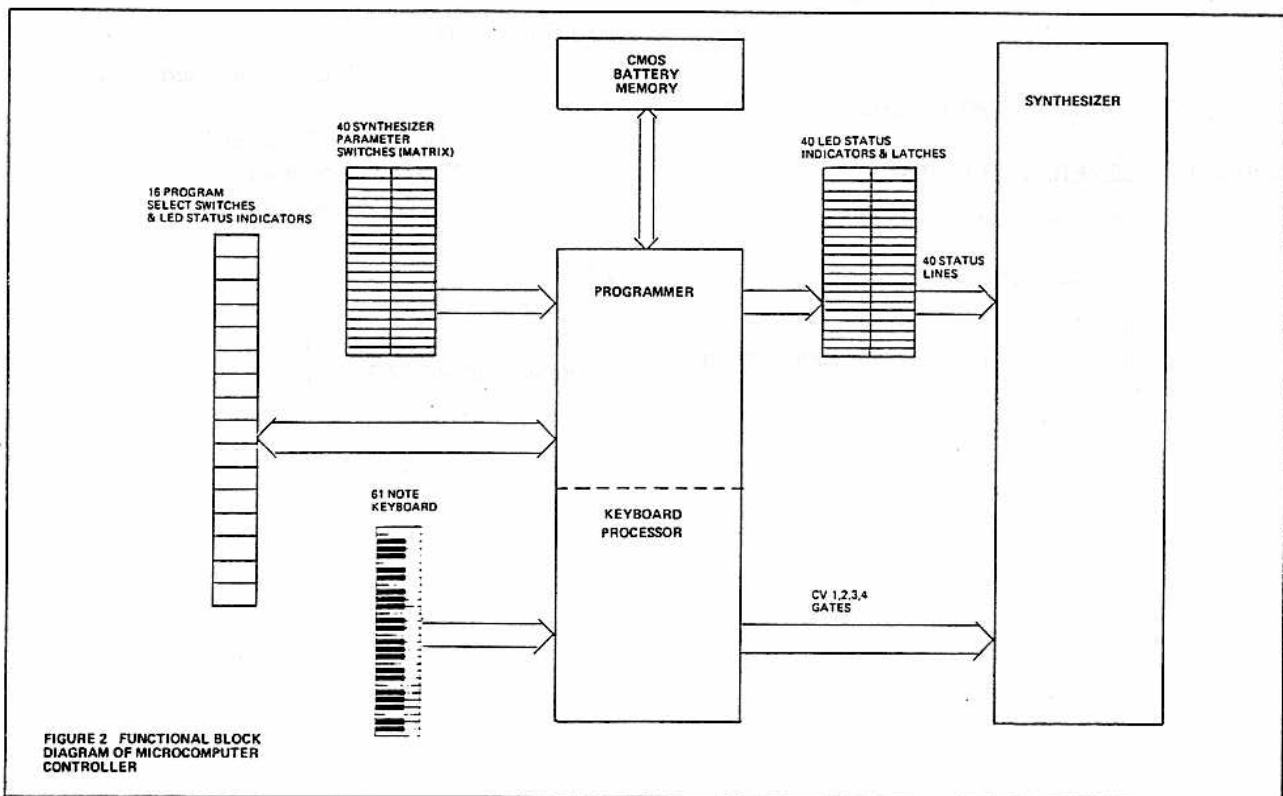 CMOS
BATTERY
MEMORY
SYNTHESIZER
40 SYNTHESIZER
PARAMETER
SWITCHES (MATRIX)
40 LED STATUS
INDICATORS & LATCHES
16 PROGRAM
SELECT SWITCHES
& LED STATUS INDICATORS
40 STATUS
LINES
PROGRAMMER
61 NOTE
KEYBOARD
KEYBOARD
PROCESSOR
CV 1,2,3,4
GATES
FIGURE 2 FUNCTIONAL BLOCK
DIAGRAM OF MICROCOMPUTER
CONTROLLER